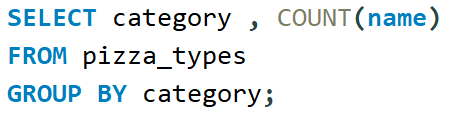 SELECT category , COUNT(name)
FROM pizza_types
GROUP BY category;